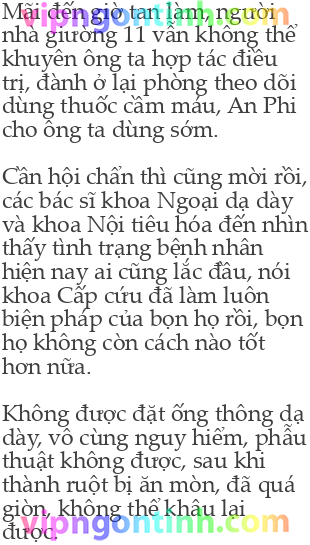 Mãi đến giờ tan làm, người
nhà giường 11 vẫn không thể
khuyên ông ta hợp tác điều
trị, đành ở lại phòng theo dõi
dùng thuốc cầm máu, An Phi
cho ông ta dùng sớm.
Cần hội chẩn thì cũng mời rồi,
các bác sĩ khoa Ngoại dạ dày
và khoa Nội tiêu hóa đến nhìn
thấy tình trạng bệnh nhân
hiện nay ai cũng lắc đầu, nói
khoa Cấp cứu đã làm luôn
biện pháp của bọn họ rồi, bọn
họ không còn cách nào tốt
hơn nữa.
Không được đặt ống thông dạ
dày, vô cùng nguy hiểm, phẫu
thuật không được, sau khi
thành ruột bị ăn mòn, đã quá
giòn, không thể khâu lại
được.
vipngontinh.com
vipngontinh.com